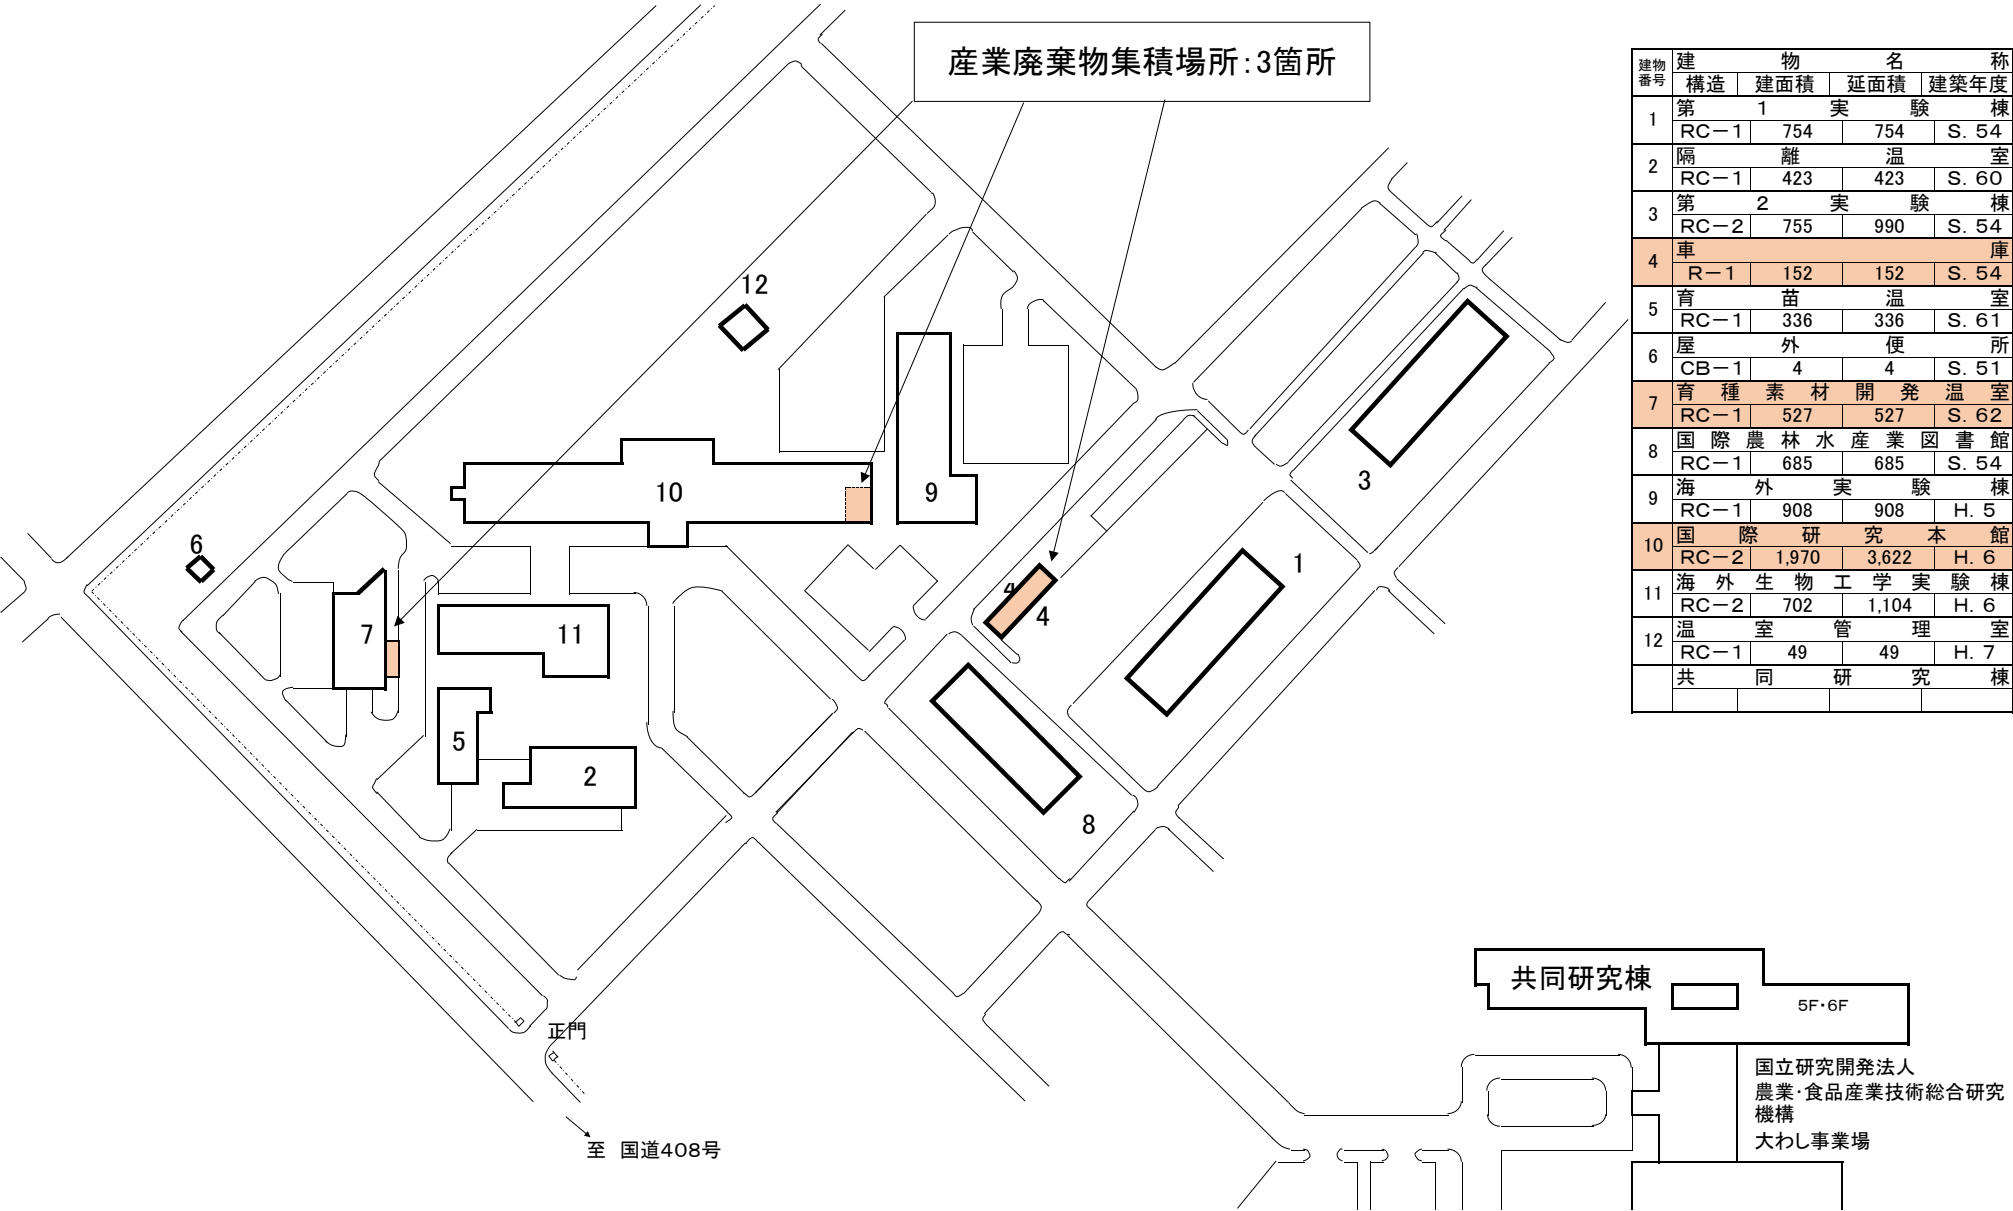 産業廃棄物集積場所:3箇所
建物番号 建物名称
構造 建面積 延面積 建築年度
1 第1実験棟
RC-1 754 754 S.54
2 隔離温室
RC-1 423 423 S.60
3 第2実験棟
RC-2 755 990 S.54
4 車庫
R-1 152 152 S.54
5 育苗温室
RC-1 336 336 S.61
6 屋外便所
CB-1 4 4 S.51
7 育種素材開発温室
RC-1 527 527 S.62
8 国際農林水産業図書館
RC-1 685 685 S.54
9 海外実験棟
RC-1 908 908 H.5
10 国際研究本館
RC-2 1,970 3,622 H.6
11 海外生物工学実験棟
RC-2 702 1,104 H.6
12 温室管理室
RC-1 49 49 H.7
共同研究棟
12
10
9
3
6
1
4
4
7
11
5
2
8
共同研究棟
5F・6F
正門
国立研究開発法人
農業・食品産業技術総合研究
機構
大わし事業場
至 国道408号